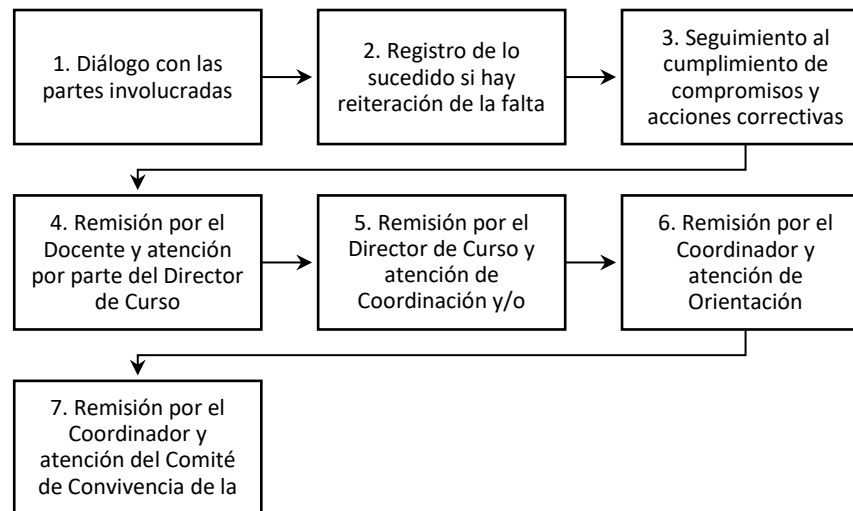 1. Diálogo con las
partes involucradas
2. Registro de lo
sucedido si hay
reiteración de la falta
3. Seguimiento al
cumplimiento de
compromisos y
acciones correctivas
4. Remisión por el
Docente y atención
por parte del Director
de Curso
5. Remisión por el
Director de Curso y
atención de
Coordinación y/o
6. Remisión por el
Coordinador y
atención de
Orientación
7. Remisión por el
Coordinador y
atención del Comité
de Convivencia de la